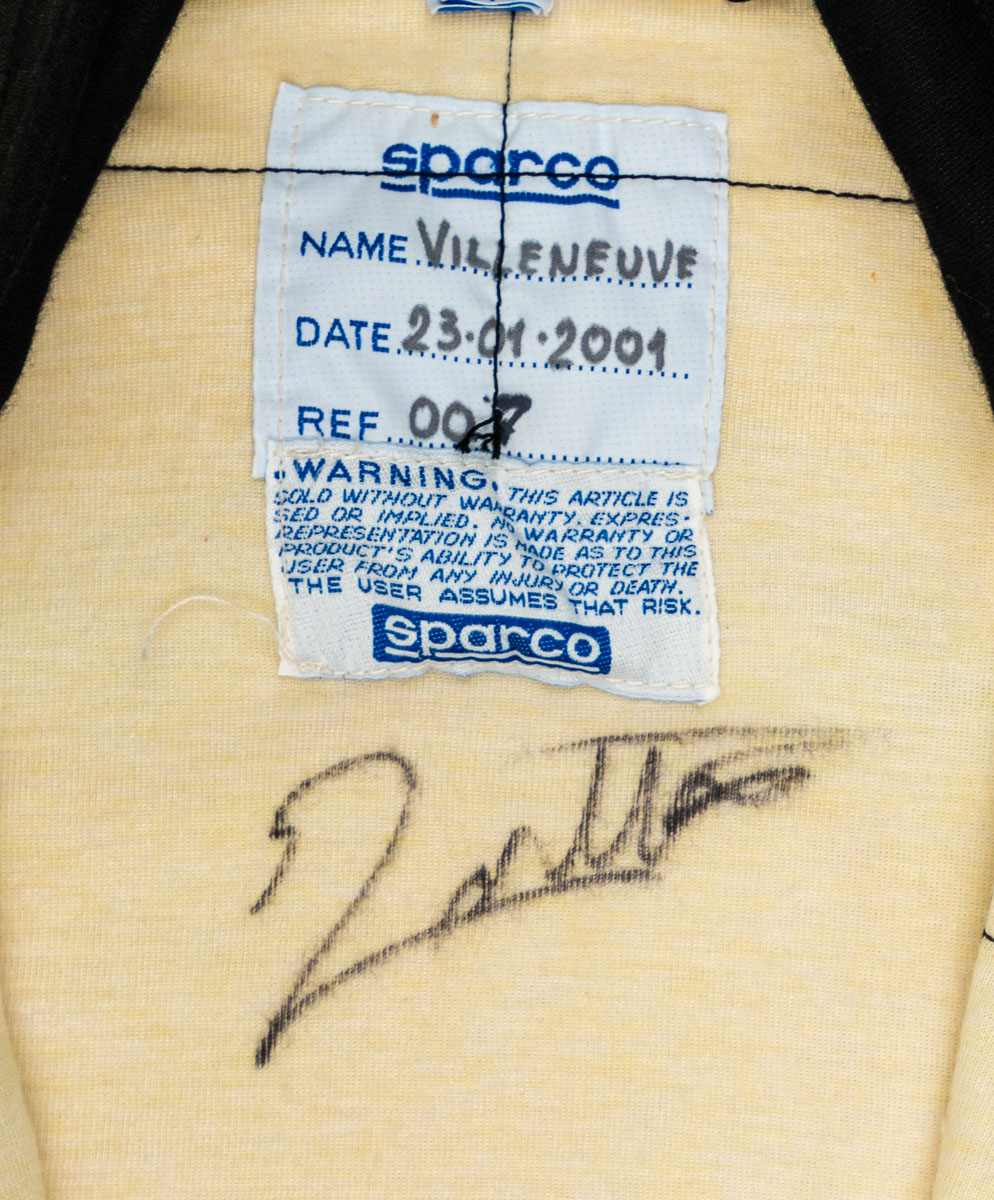 sparco
NAME VILLENEUVE
DATE 23·01·2001
REF 007
WARNING. THIS ARTICLE IS
SOLD WITHOUT WARRANTY. EXPRES-
SED OR IMPLIED. NO WARRANTY OR
REPRESENTATION IS MADE AS TO THIS
PRODUCT'S ABILITY TO PROTECT THE
USER FROM ANY INJURY OR DEATH.
THE USER ASSUMES THAT RISK.
sparco